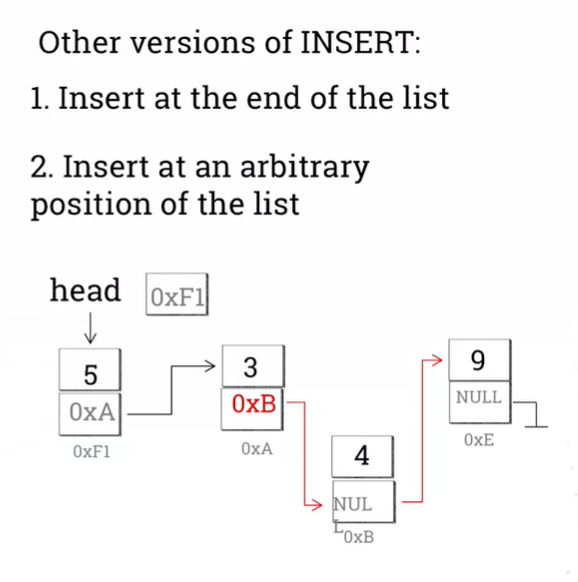 Other versions of INSERT:
1. Insert at the end of the list
2. Insert at an arbitrary
position of the list
head 0xF1
5
0xA
0xF1
3
0xB
0xA
4
NUL
L
0xB
9
NULL
0xE